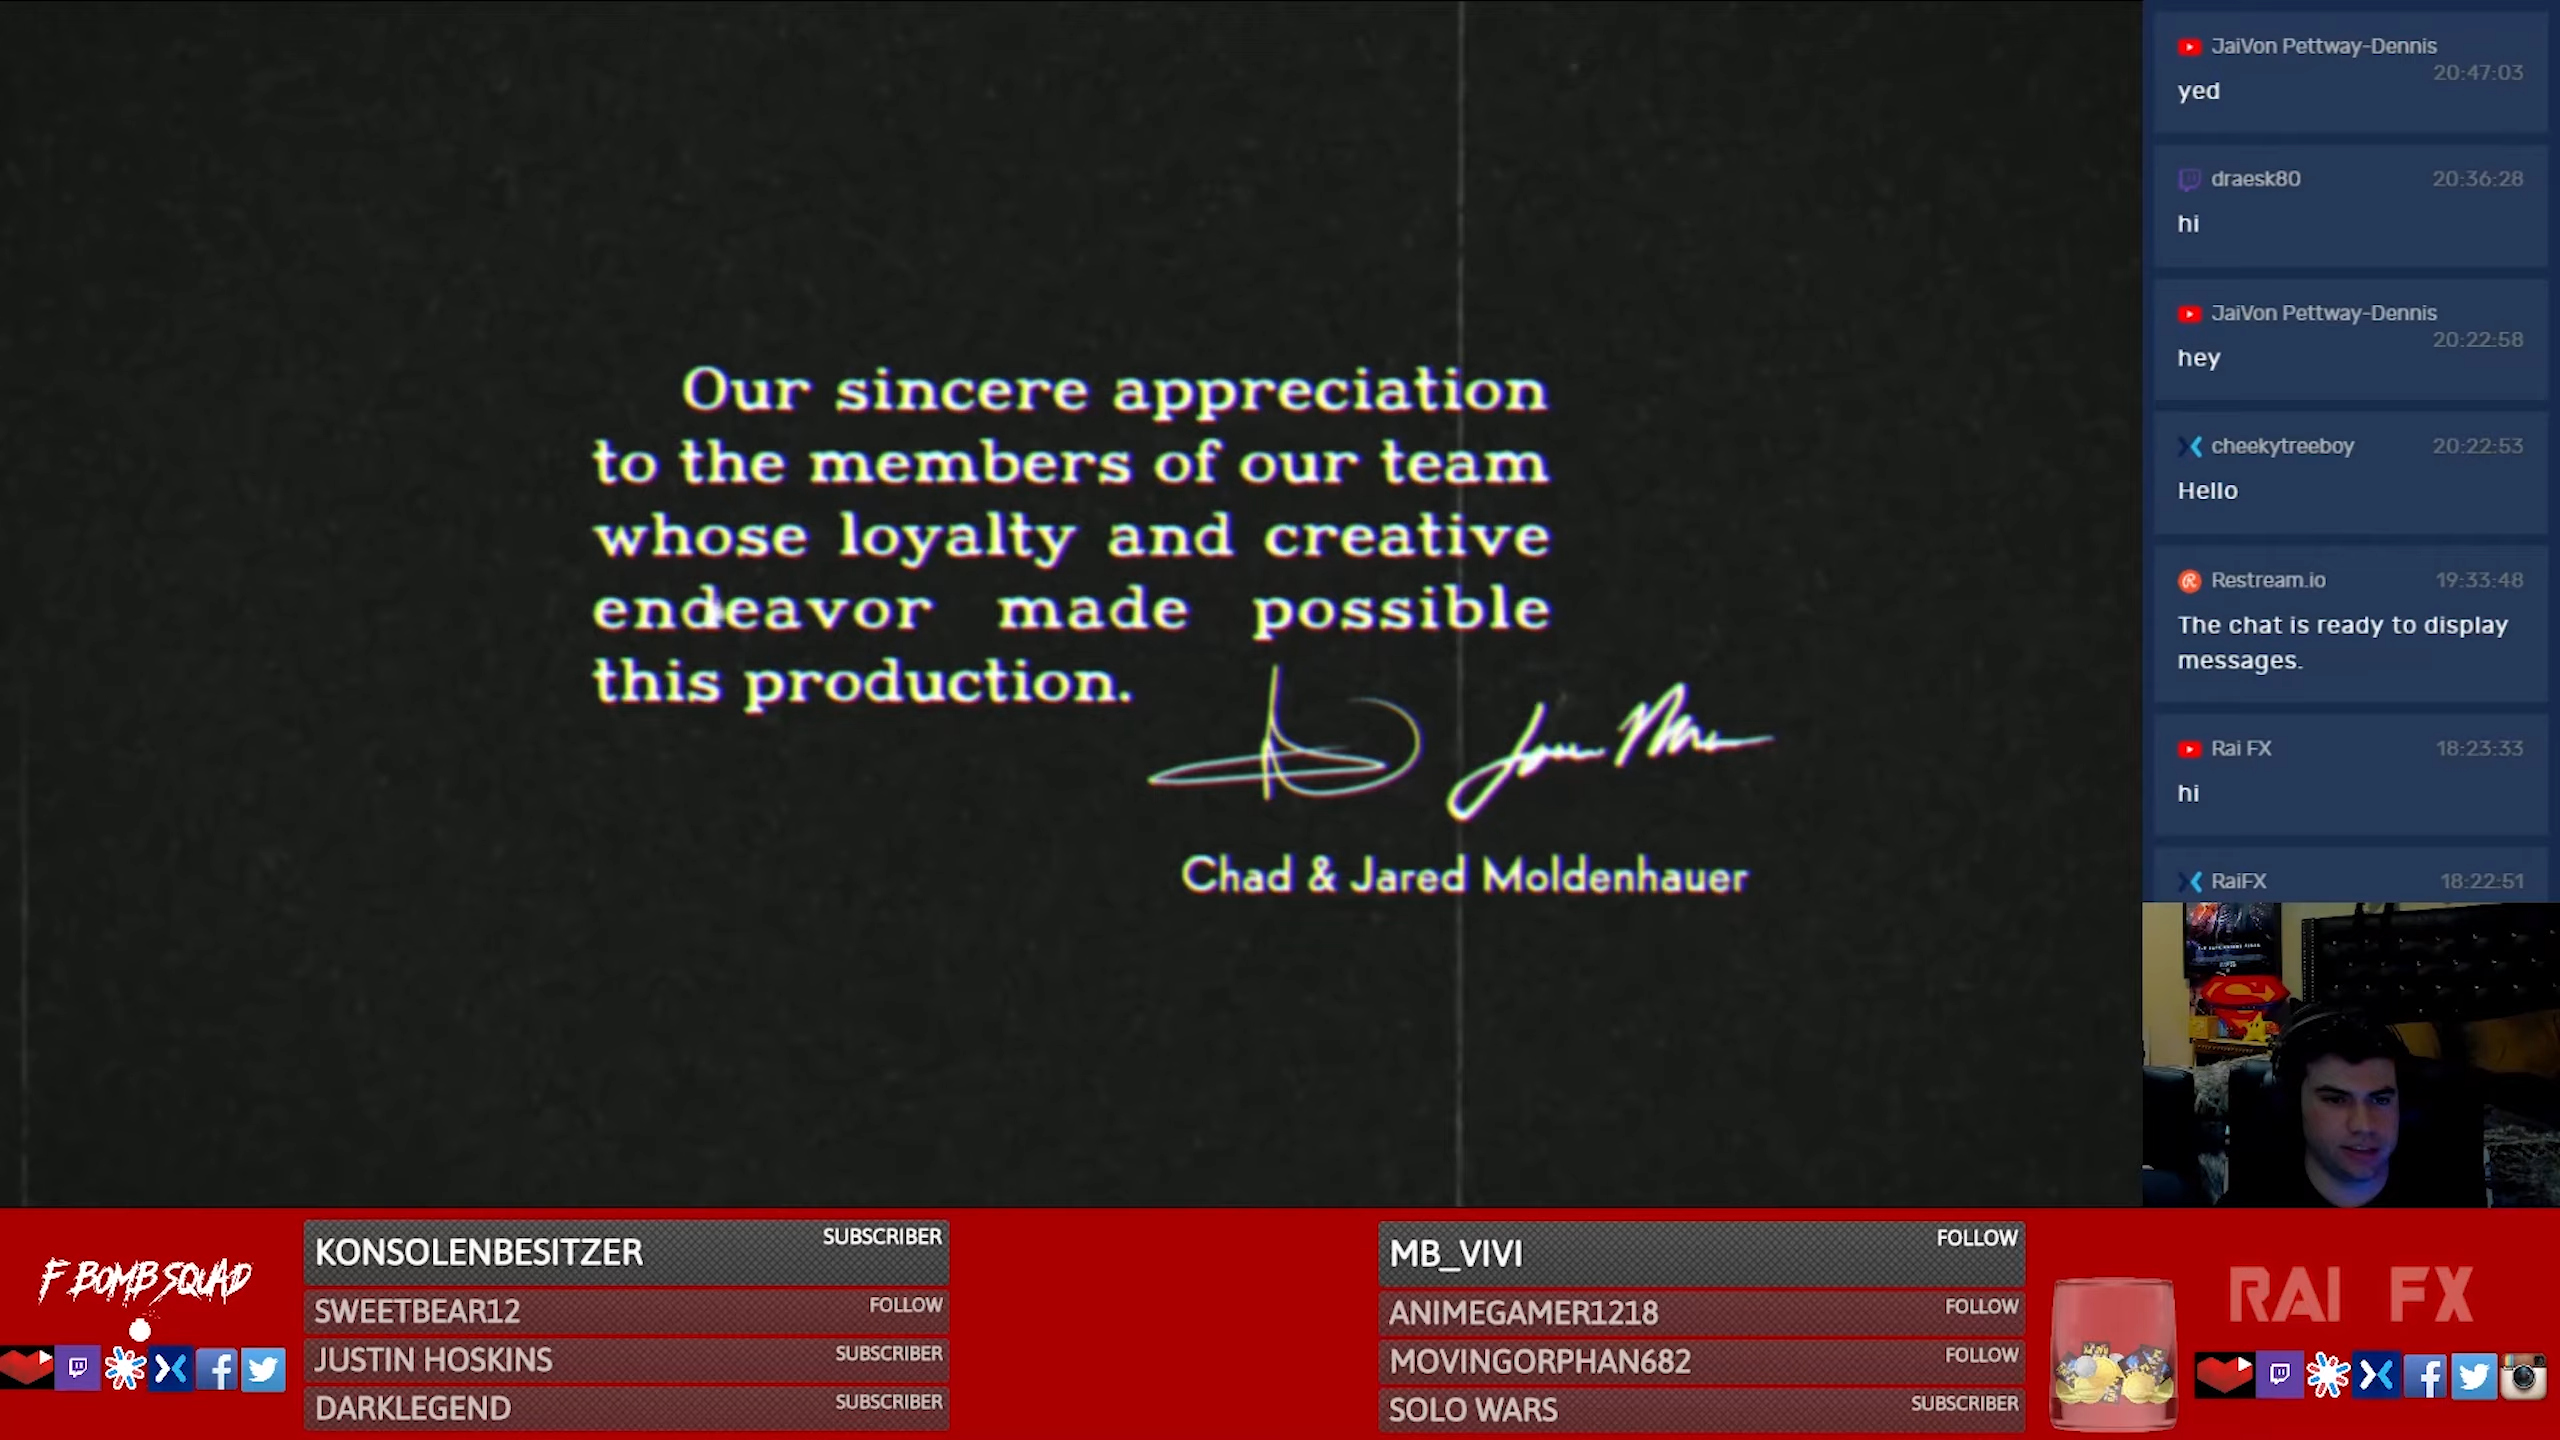 Our sincere appreciation
to the members of our team
whose loyalty and creative
endeavor made possible
this production.
Chad & Jared Moldenhauer
JaiVon Pettway-Dennis
20:47:03
yed
draesk80 20:36:28
hi
JaiVon Pettway-Dennis
20:22:58
hey
cheekytreeboy 20:22:53
Hello
Restream.io 19:33:48
The chat is ready to display
messages.
Rai FX 18:23:33
hi
RaiFX 18:22:51
F BOMB SQUAD
KONSOLENBESITZER SUBSCRIBER
SWEETBEAR12 FOLLOW
JUSTIN HOSKINS SUBSCRIBER
DARKLEGEND SUBSCRIBER
MB_VIVI FOLLOW
ANIMEGAMER1218 FOLLOW
MOVINGORPHAN682 FOLLOW
SOLO WARS SUBSCRIBER
RAI FX